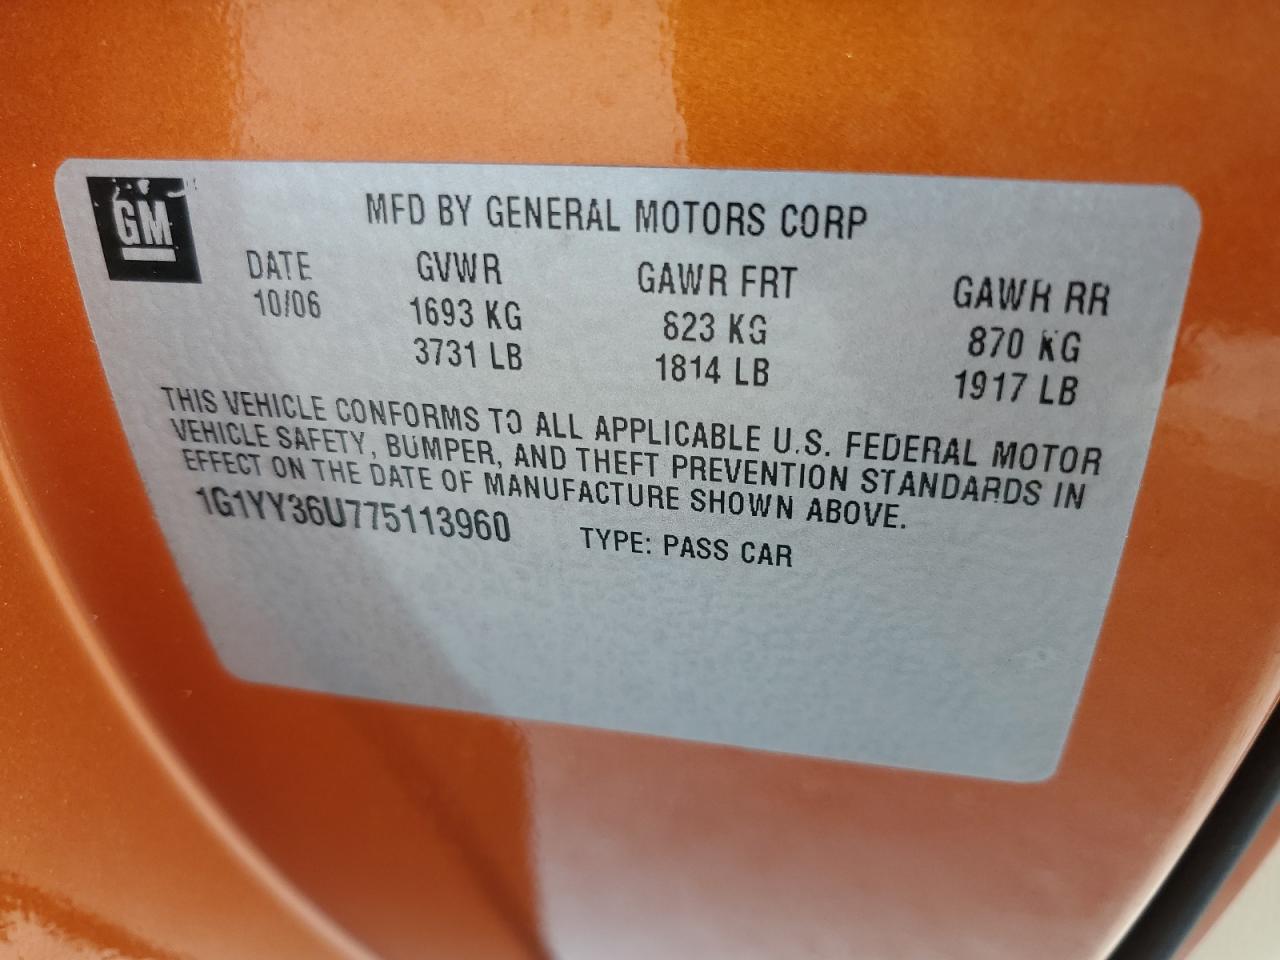 GM
MFD BY GENERAL MOTORS CORP
DATE GVWR GAWR FRT GAWR RR
10/06 1693 KG 823 KG 870 KG
3731 LB 1814 LB 1917 LB
THIS VEHICLE CONFORMS TO ALL APPLICABLE U.S. FEDERAL MOTOR
VEHICLE SAFETY, BUMPER, AND THEFT PREVENTION STANDARDS IN
EFFECT ON THE DATE OF MANUFACTURE SHOWN ABOVE.
1G1YY36U775113960 TYPE: PASS CAR